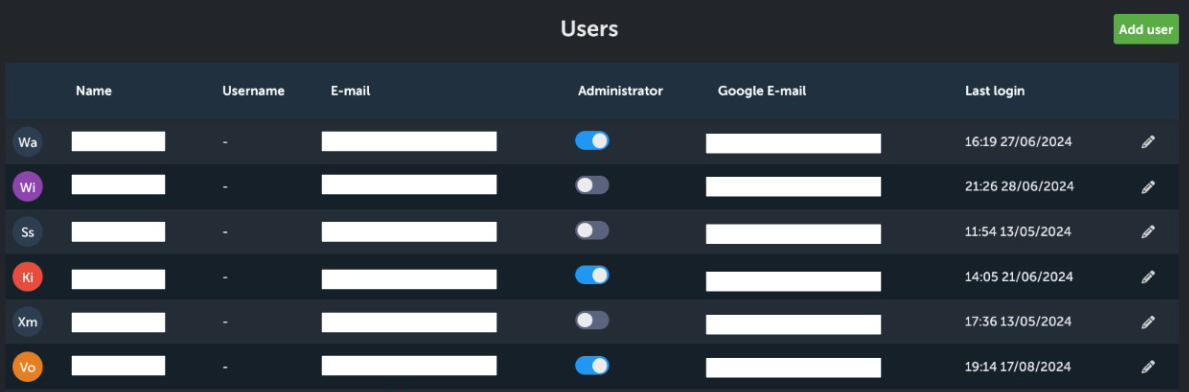 Users
Add user
Name Username E-mail Administrator Google E-mail Last login
Wa - 16:19 27/06/2024
Wi - 21:26 28/06/2024
Ss - 11:54 13/05/2024
Ki - 14:05 21/06/2024
Xm - 17:36 13/05/2024
Vo - 19:14 17/08/2024